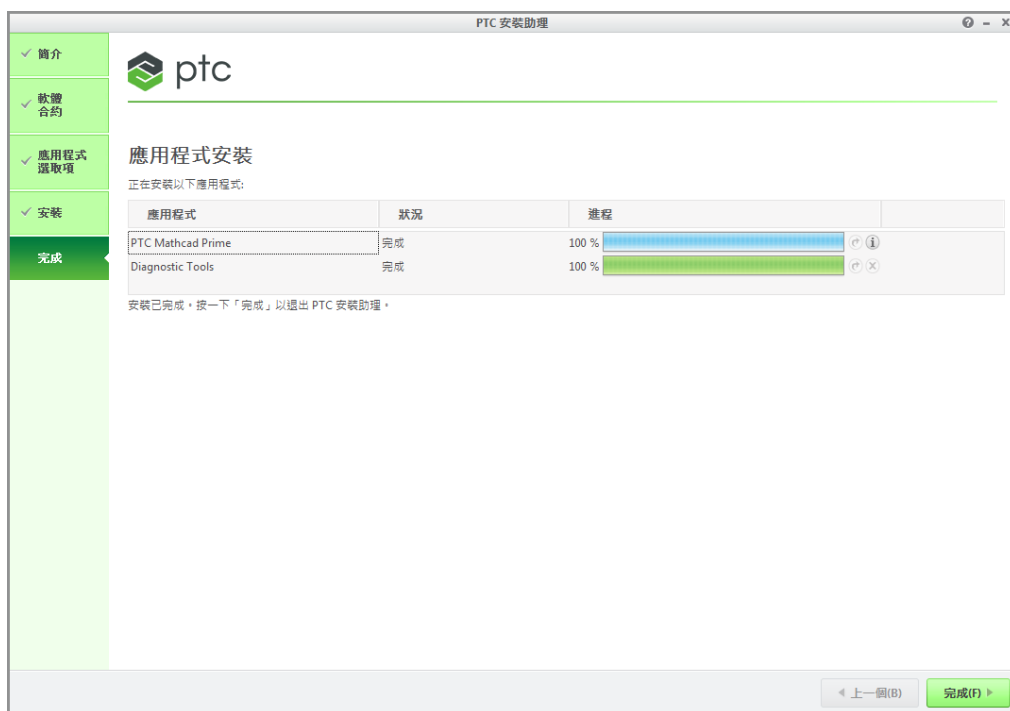 PTC 安裝助理
簡介
軟體
合約
應用程式
選取項
安裝
完成
ptc
應用程式安裝
正在安裝以下應用程式:
應用程式 狀況 進程
PTC Mathcad Prime 完成 100 %
Diagnostic Tools 完成 100 %
安裝已完成。按一下「完成」以退出 PTC 安裝助理。
上一個(B) 完成(F)